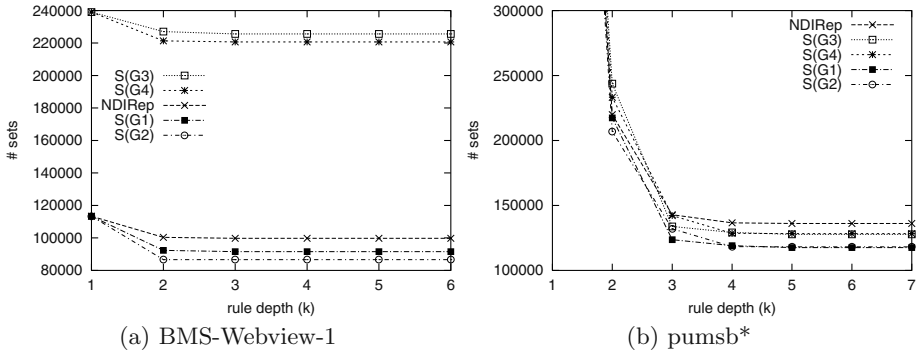 240000
220000
200000
180000
160000
140000
120000
100000
80000
# sets
S(G3)
S(G4)
NDIRep
S(G1)
S(G2)
1 2 3 4 5 6
rule depth (k)
(a) BMS-Webview-1
300000
250000
200000
150000
100000
# sets
NDIRep
S(G3)
S(G4)
S(G1)
S(G2)
1 2 3 4 5 6 7
rule depth (k)
(b) pumsb*